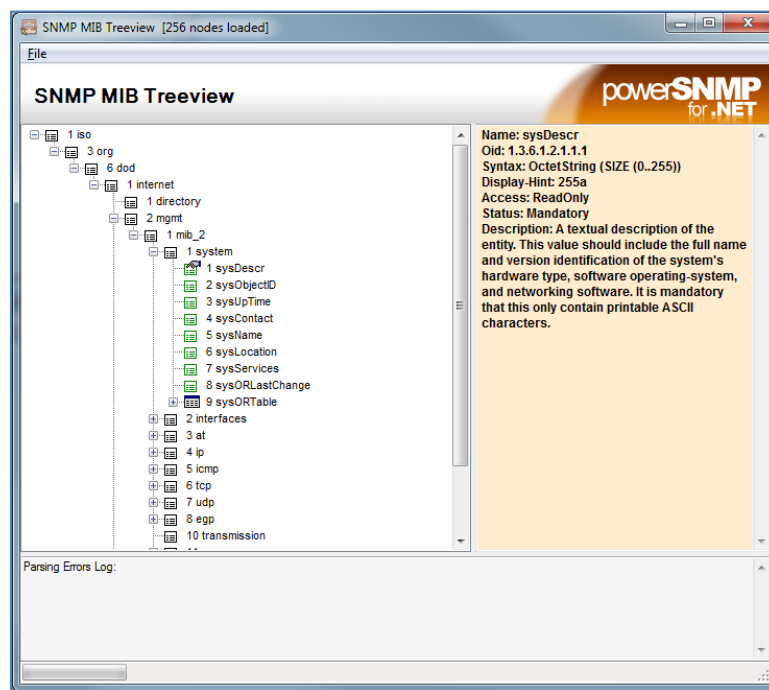 SNMP MIB Treeview [256 nodes loaded]
File
SNMP MIB Treeview
powerSNMP
for .NET
1 iso
3 org
6 dod
1 internet
1 directory
2 mgmt
1 mib_2
1 system
1 sysDescr
2 sysObjectID
3 sysUpTime
4 sysContact
5 sysName
6 sysLocation
7 sysServices
8 sysORLastChange
9 sysORTable
2 interfaces
3 at
4 ip
5 icmp
6 tcp
7 udp
8 egp
10 transmission
Name: sysDescr
Oid: 1.3.6.1.2.1.1.1
Syntax: OctetString (SIZE (0..255))
Display-Hint: 255a
Access: ReadOnly
Status: Mandatory
Description: A textual description of the
entity. This value should include the full name
and version identification of the system's
hardware type, software operating-system,
and networking software. It is mandatory
that this only contain printable ASCII
characters.
Parsing Errors Log: